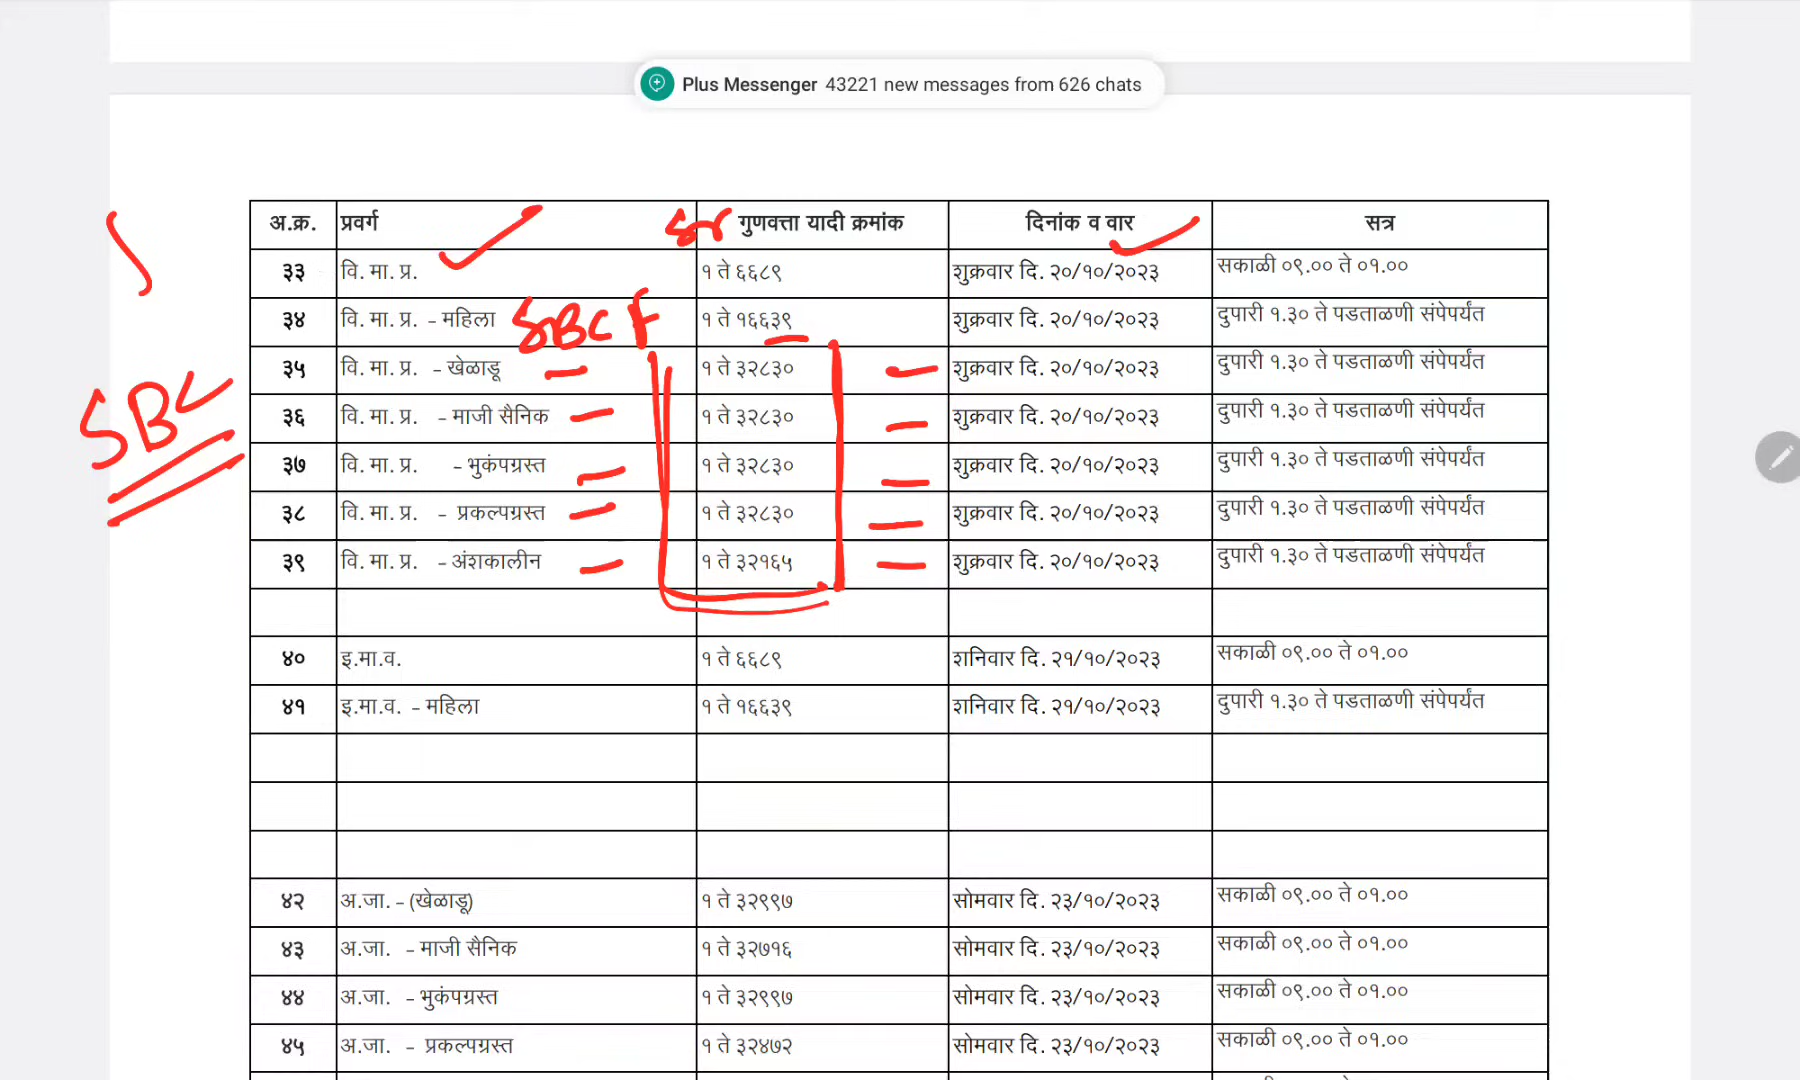 Plus Messenger 43221 new messages from 626 chats
अ.क्र. प्रवर्ग Sr गुणवत्ता यादी क्रमांक दिनांक व वार सत्र
३३ वि. मा. प्र. १ ते ६६८९ शुक्रवार दि. २०/१०/२०२३ सकाळी ०९.०० ते ०१.००
३४ वि. मा. प्र. - महिला SBC F १ ते १६६३९ शुक्रवार दि. २०/१०/२०२३ दुपारी १.३० ते पडताळणी संपेपर्यंत
३५ वि. मा. प्र. - खेळाडू १ ते ३२८३० शुक्रवार दि. २०/१०/२०२३ दुपारी १.३० ते पडताळणी संपेपर्यंत
SBC
३६ वि. मा. प्र. - माजी सैनिक १ ते ३२८३० शुक्रवार दि. २०/१०/२०२३ दुपारी १.३० ते पडताळणी संपेपर्यंत
३७ वि. मा. प्र. - भुकंपग्रस्त १ ते ३२८३० शुक्रवार दि. २०/१०/२०२३ दुपारी १.३० ते पडताळणी संपेपर्यंत
३८ वि. मा. प्र. - प्रकल्पग्रस्त १ ते ३२८३० शुक्रवार दि. २०/१०/२०२३ दुपारी १.३० ते पडताळणी संपेपर्यंत
३९ वि. मा. प्र. - अंशकालीन १ ते ३२१६५ शुक्रवार दि. २०/१०/२०२३ दुपारी १.३० ते पडताळणी संपेपर्यंत
४० इ.मा.व. १ ते ६६८९ शनिवार दि. २१/१०/२०२३ सकाळी ०९.०० ते ०१.००
४१ इ.मा.व. - महिला १ ते १६६३९ शनिवार दि. २१/१०/२०२३ दुपारी १.३० ते पडताळणी संपेपर्यंत
४२ अ.जा. - (खेळाडू) १ ते ३२९९७ सोमवार दि. २३/१०/२०२३ सकाळी ०९.०० ते ०१.००
४३ अ.जा. - माजी सैनिक १ ते ३२७१६ सोमवार दि. २३/१०/२०२३ सकाळी ०९.०० ते ०१.००
४४ अ.जा. - भुकंपग्रस्त १ ते ३२९९७ सोमवार दि. २३/१०/२०२३ सकाळी ०९.०० ते ०१.००
४५ अ.जा. - प्रकल्पग्रस्त १ ते ३२४७२ सोमवार दि. २३/१०/२०२३ सकाळी ०९.०० ते ०१.००